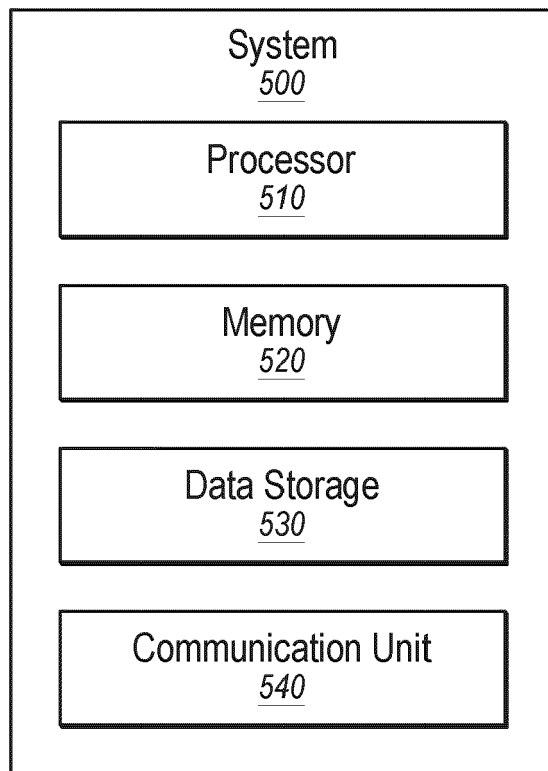 System
500
Processor
510
Memory
520
Data Storage
530
Communication Unit
540